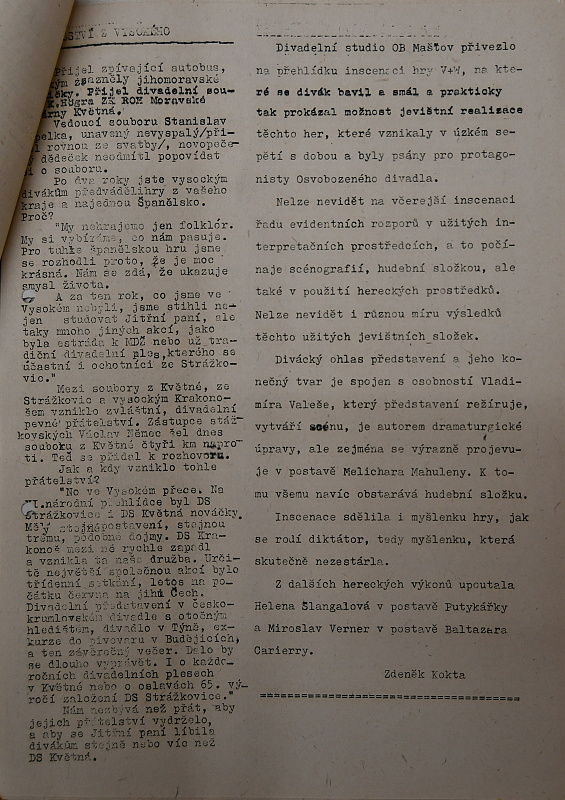 STVÍ Z VYSOKÉHO
Přijel zpívající autobus,
zazněly jihomoravské
Přijel divadelní sou-
K.Högra ZK ROH Moravské
Květná.
Vedoucí souboru Stanislav
pelka, unavený nevyspalý/při-
rovnou ze svatby/, novopeče-
dědeček neodmítl popovídat
o souboru.
Po dva roky jste vysockým
divákům předváděli hry z vašeho
kraje a najednou Španělsko.
Proč?
"My nehrajeme jen folklór.
My si vybíráme, co nám pasuje.
Pro tuhle španělskou hru jsme
se rozhodli proto, že je moc
krásná. Nám se zdá, že ukazuje
smysl života.
A za ten rok, co jsme ve
Vysokém nebyli, jsme stihli ne-
jen studovat Jitřní paní, ale
taky mnoho jiných akcí, jako
byla estráda k MDŽ nebo už tra-
diční divadelní ples, kterého se
účastní i ochotníci ze Strážko-
vic."
Mezi soubory z Květné, ze
Strážkovic a vysockým Krakono-
šem vzniklo zvláštní, divadelní
pevné přátelství. Zástupce stráž-
kovských Václav Němec šel dnes
souboru z Květné čtyři km napro-
ti. Teď se přidal k rozhovoru.
Jak a kdy vzniklo tohle
přátelství?
"No ve Vysokém přece. Na
I.národní přehlídce byl DS
Strážkovice i DS Květná nováčky.
Měly stejné postavení, stejnou
trému, podobné dojmy. DS Kra-
konoš mezi ně rychle zapadl
a vznikla ta naše družba. Urči-
tě největší společnou akcí bylo
třídenní setkání, letos na po-
čátku června na jihu Čech.
Divadelní představení v česko-
krumlovském divadle s otočným
hledištěm, divadlo v Týně, ex-
kurze do pivovaru v Budějicích,
a ten závěrečný večer. Dalo by
se dlouho vyprávět. I o každo-
ročních divadelních plesech
v Květné nebo o oslavách 65. vý-
ročí založení DS Strážkovice."
Nám nezbývá než přát, aby
jejich přátelství vydrželo,
a aby se Jitřní paní líbila
divákům stejně nebo víc než
DS Květná.
Divadelní studio OB Mašťov přivezlo
na přehlídku inscenaci hry V+W, na kte-
ré se divák bavil a smál a prakticky
tak prokázal možnost jevištní realizace
těchto her, které vznikaly v úzkém se-
pětí s dobou a byly psány pro protago-
nisty Osvobozeného divadla.
Nelze nevidět na včerejší inscenaci
řadu evidentních rozporů v užitých in-
terpretačních prostředcích, a to počí-
naje scénografií, hudební složkou, ale
také v použití hereckých prostředků.
Nelze nevidět i různou míru výsledků
těchto užitých jevištních složek.
Divácký ohlas představení a jeho ko-
nečný tvar je spojen s osobností Vladi-
míra Valeše, který představení režíruje,
vytváří scénu, je autorem dramaturgické
úpravy, ale zejména se výrazně projevu-
je v postavě Melichara Mahuleny. K to-
mu všemu navíc obstarává hudební složku.
Inscenace sdělila i myšlenku hry, jak
se rodí diktátor, tedy myšlenku, která
skutečně nezestárla.
Z dalších hereckých výkonů upoutala
Helena Šlangalová v postavě Putykářky
a Miroslav Verner v postavě Baltazara
Carierry.
Zdeněk Kokta